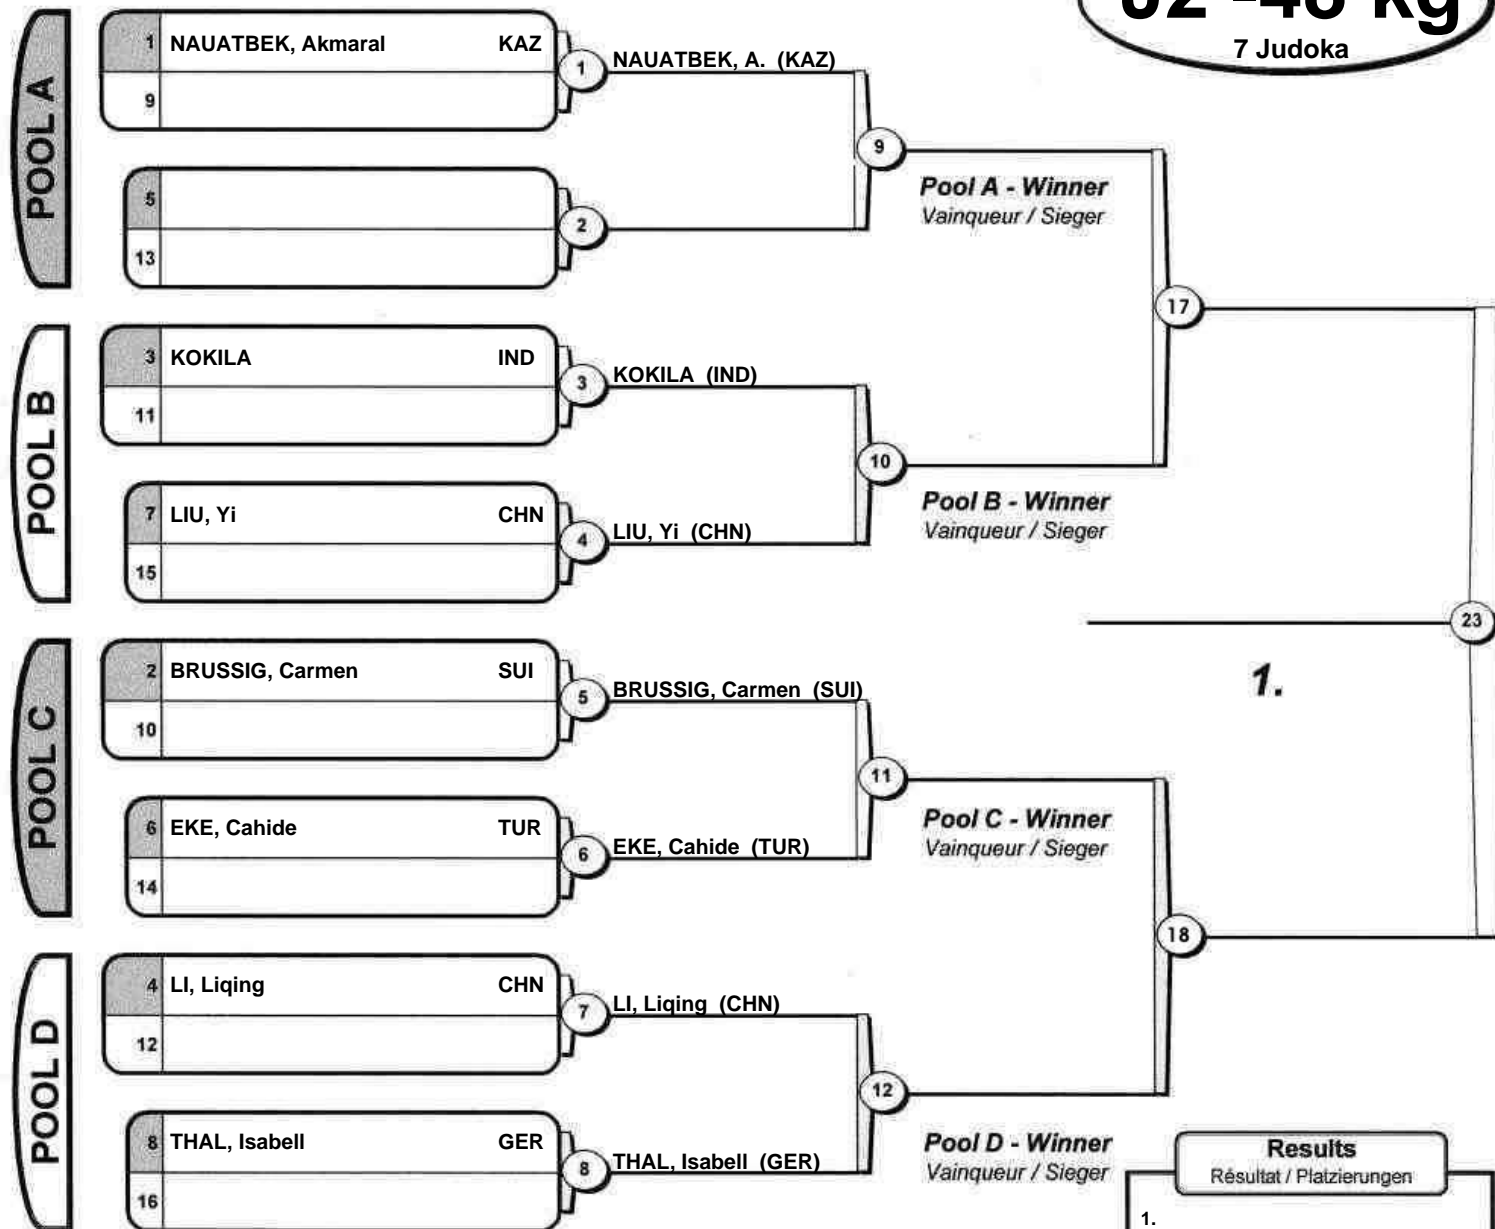 7 Judoka
POOL A
1 NAUATBEK, Akmaral KAZ
9
1
NAUATBEK, A. (KAZ)
5
13
2
9
Pool A - Winner
Vainqueur / Sieger
17
POOL B
3 KOKILA IND
11
3
KOKILA (IND)
7 LIU, Yi CHN
15
4
LIU, Yi (CHN)
10
Pool B - Winner
Vainqueur / Sieger
23
1.
POOL C
2 BRUSSIG, Carmen SUI
10
5
BRUSSIG, Carmen (SUI)
6 EKE, Cahide TUR
14
6
EKE, Cahide (TUR)
11
Pool C - Winner
Vainqueur / Sieger
18
POOL D
4 LI, Liqing CHN
12
7
LI, Liqing (CHN)
8 THAL, Isabell GER
16
8
THAL, Isabell (GER)
12
Pool D - Winner
Vainqueur / Sieger
Results
Résultat / Platzierungen
1.